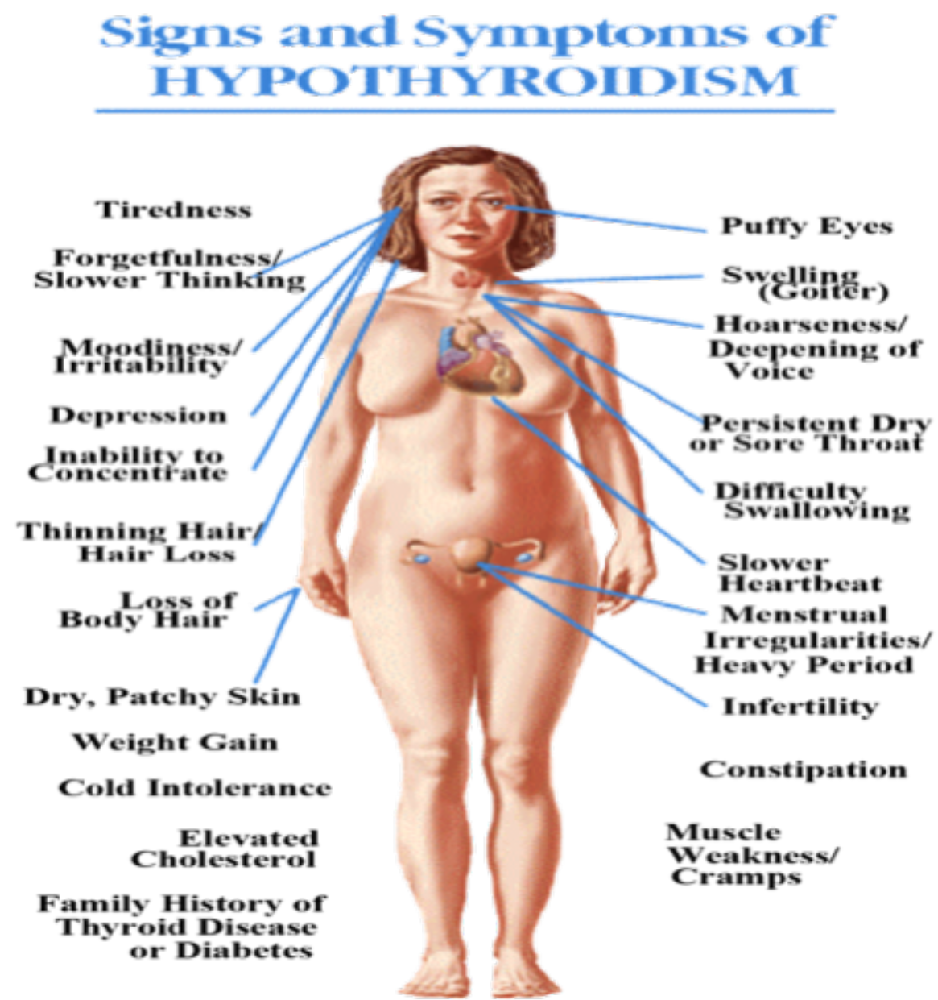 Signs and Symptoms of
HYPOTHYROIDISM
Tiredness
Forgetfulness/
Slower Thinking
Moodiness/
Irritability
Depression
Inability to
Concentrate
Thinning Hair/
Hair Loss
Loss of
Body Hair
Dry, Patchy Skin
Weight Gain
Cold Intolerance
Elevated
Cholesterol
Family History of
Thyroid Disease
or Diabetes
Puffy Eyes
Swelling
(Goiter)
Hoarseness/
Deepening of
Voice
Persistent Dry
or Sore Throat
Difficulty
Swallowing
Slower
Heartbeat
Menstrual
Irregularities/
Heavy Period
Infertility
Constipation
Muscle
Weakness/
Cramps